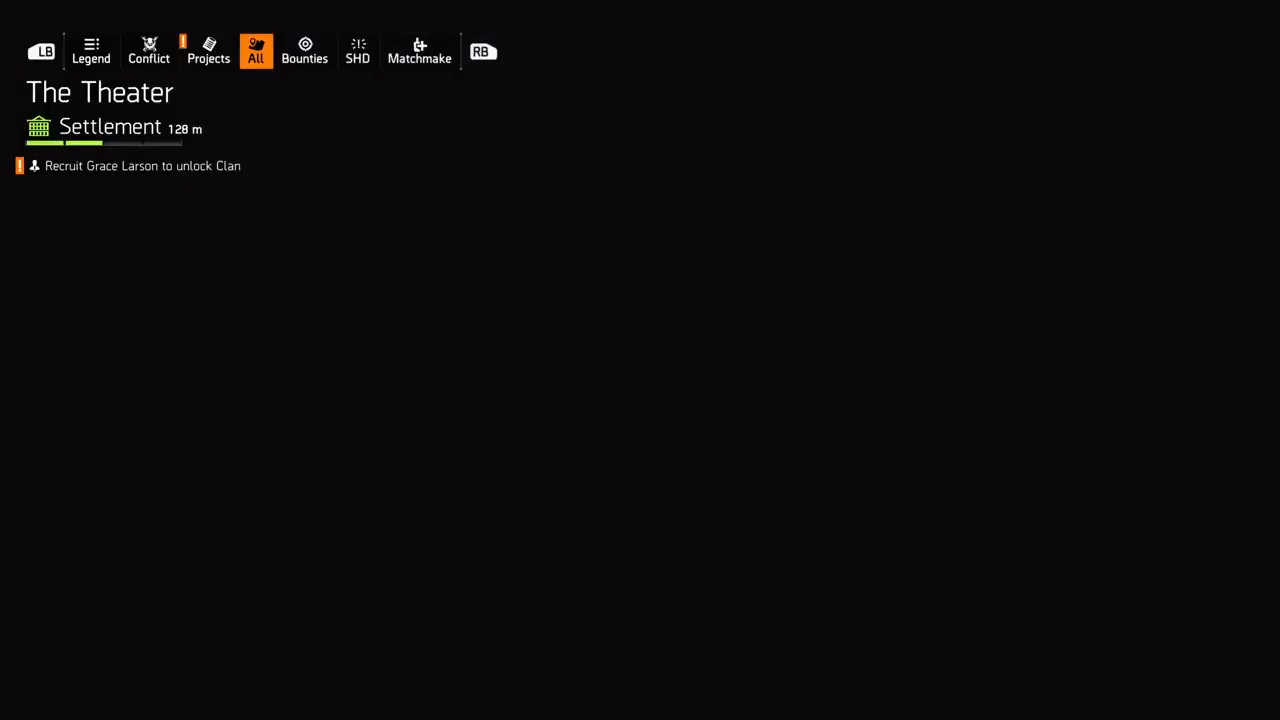 LB Legend Conflict Projects All Bounties SHD Matchmake RB
The Theater
Settlement 128 m
Recruit Grace Larson to unlock Clan